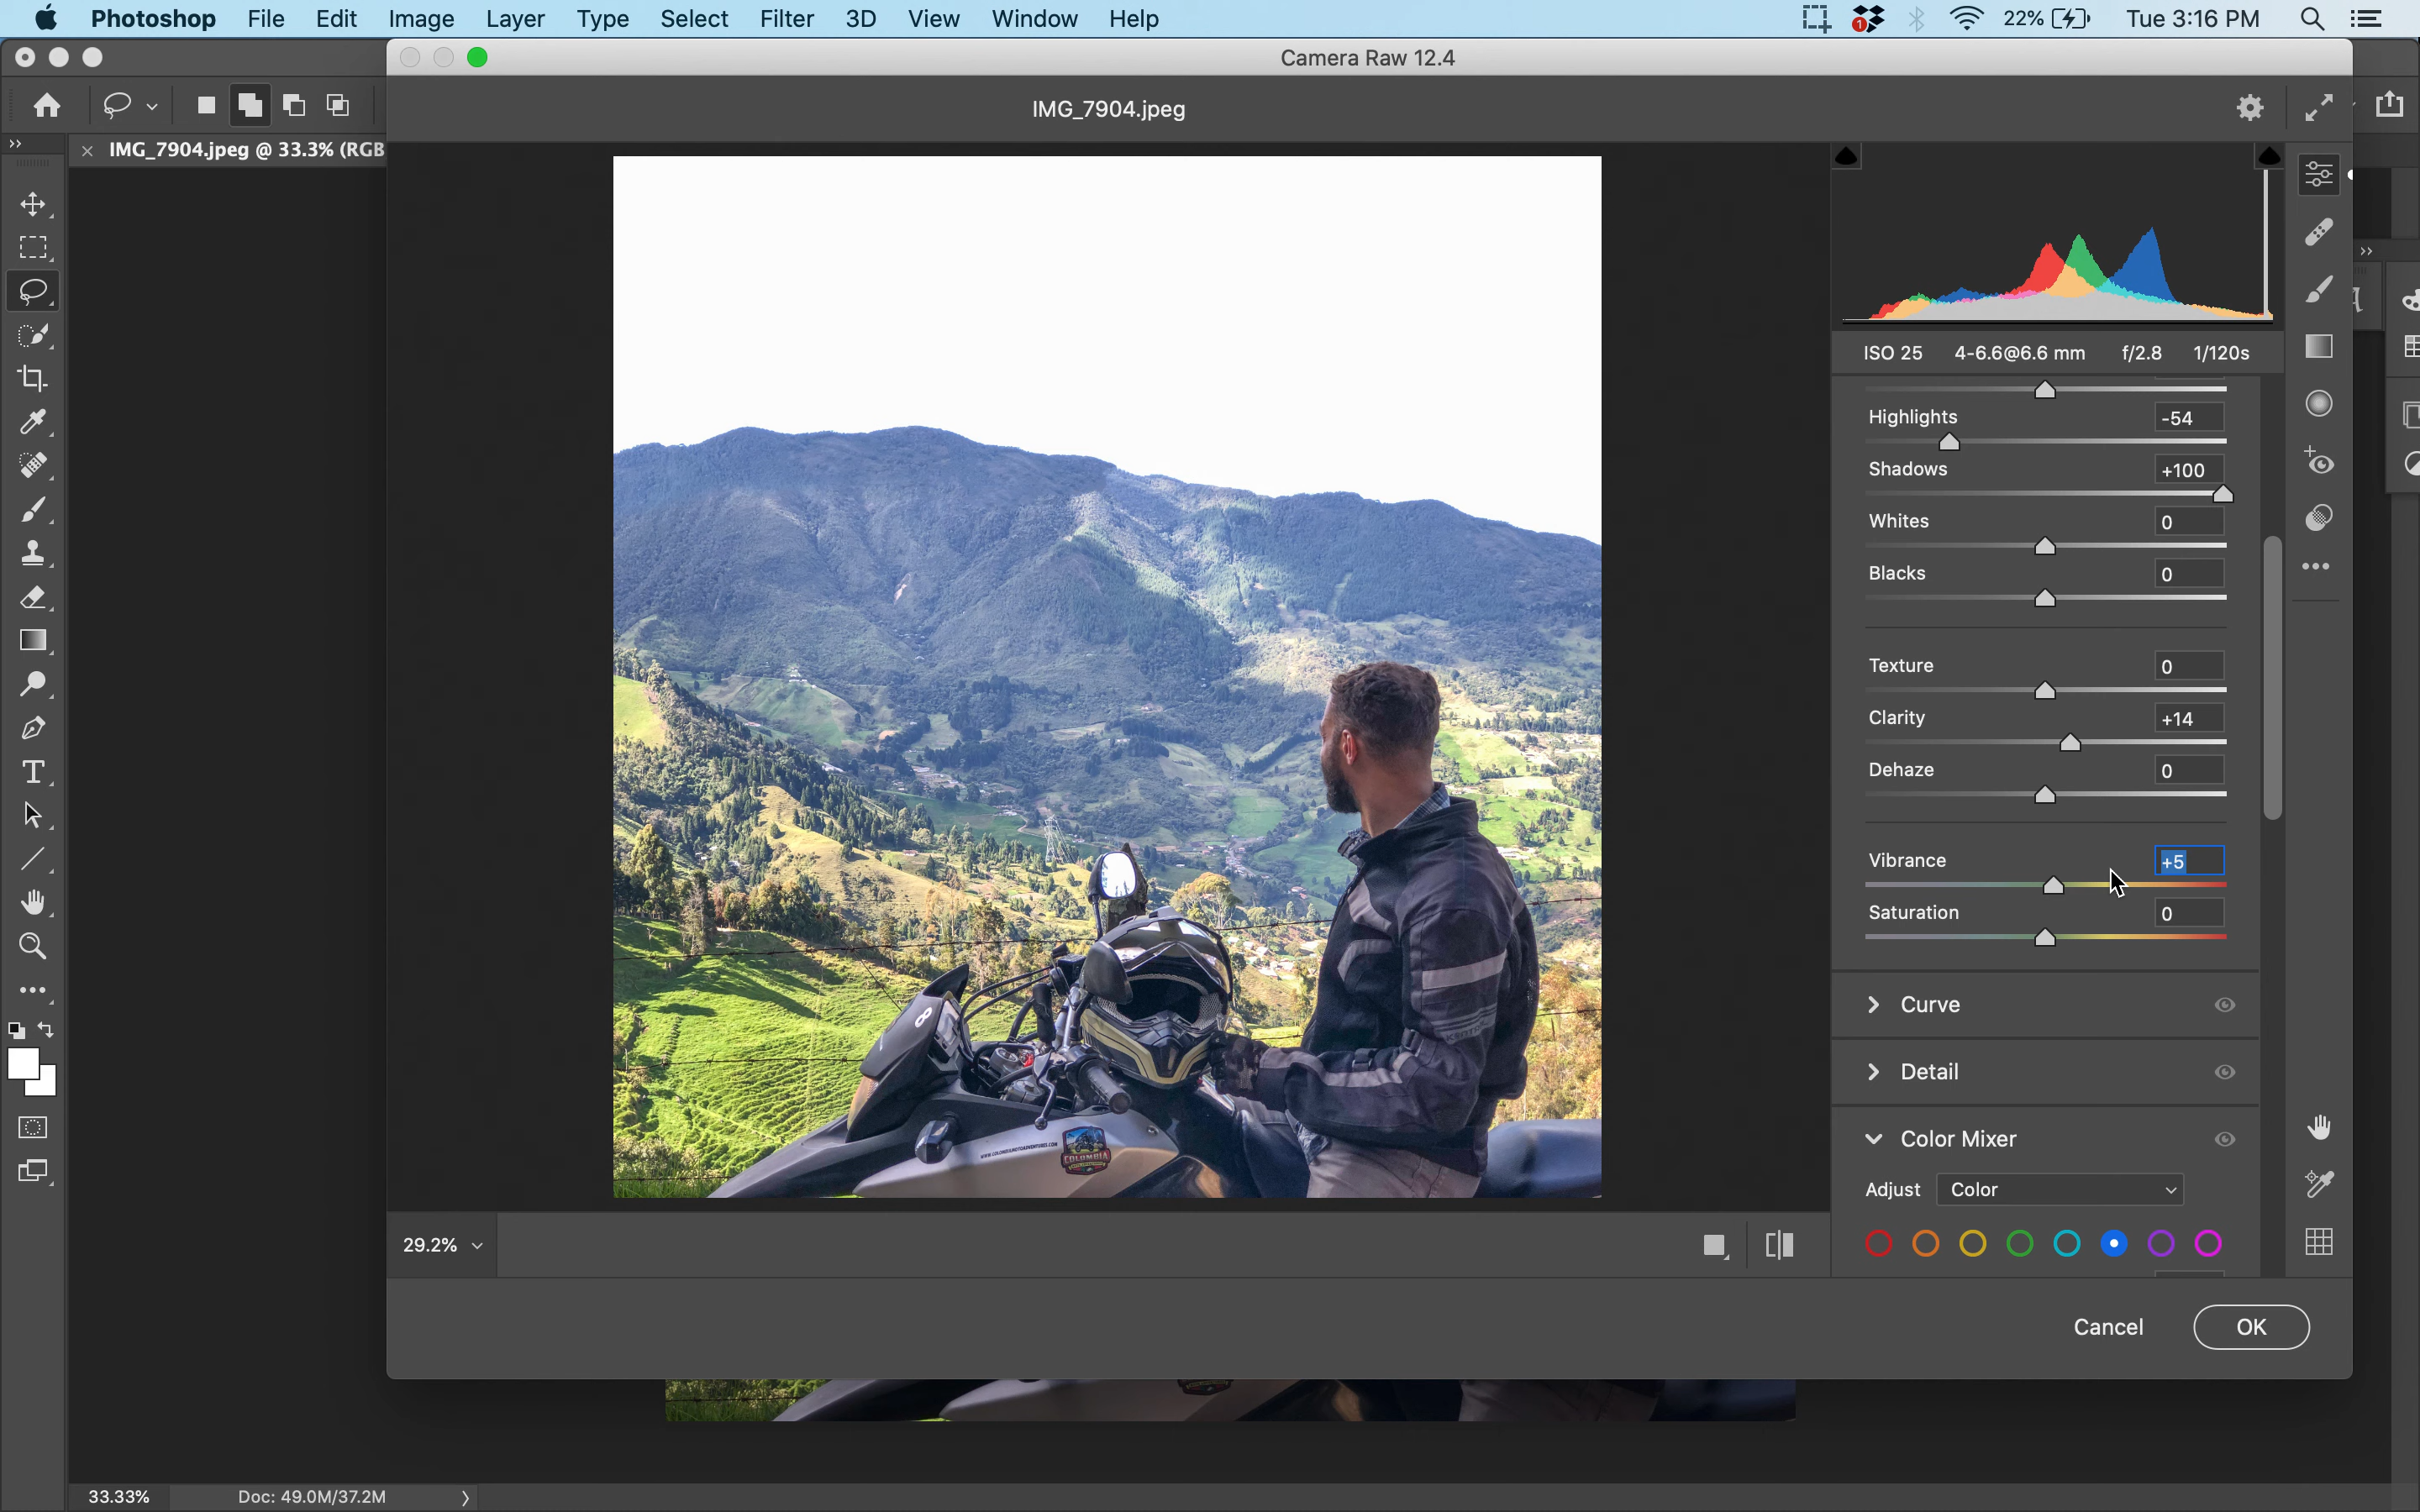 Photoshop File Edit Image Layer Type Select Filter 3D View Window Help
1 22% Tue 3:16 PM
Camera Raw 12.4
IMG_7904.jpeg
IMG_7904.jpeg @ 33.3% (RGB
ISO 25 4-6.6@6.6 mm f/2.8 1/120s
Highlights -54
Shadows +100
Whites 0
Blacks 0
Texture 0
Clarity +14
Dehaze 0
Vibrance +5
Saturation 0
Curve
Detail
Color Mixer
Adjust Color
8
COLOMBIA
29.2%
Cancel OK
33.33% Doc: 49.0M/37.2M